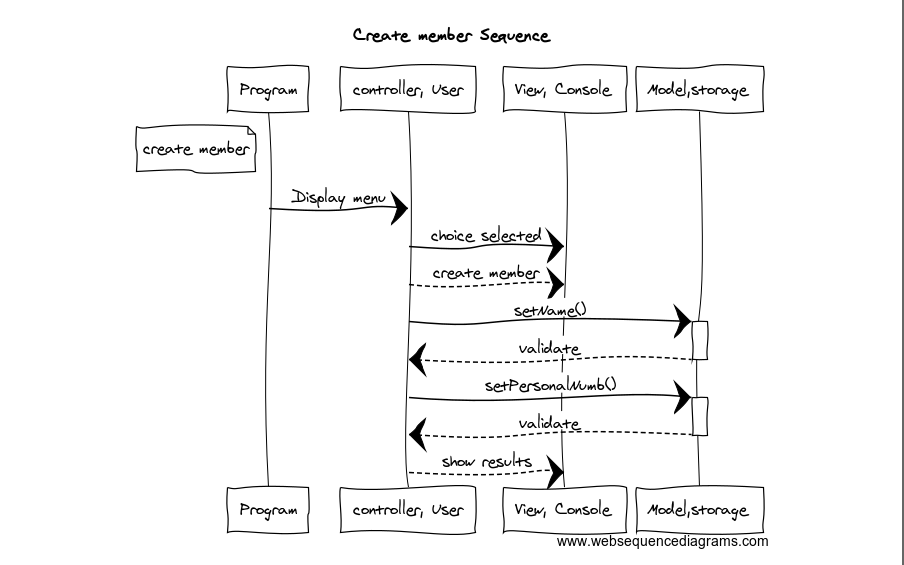 Create member Sequence
Program
controller, User
View, Console
Model,storage
create member
Display menu
choice selected
create member
setName()
validate
setPersonalNumb()
validate
show results
Program
controller, User
View, Console
Model,storage
www.websequencediagrams.com